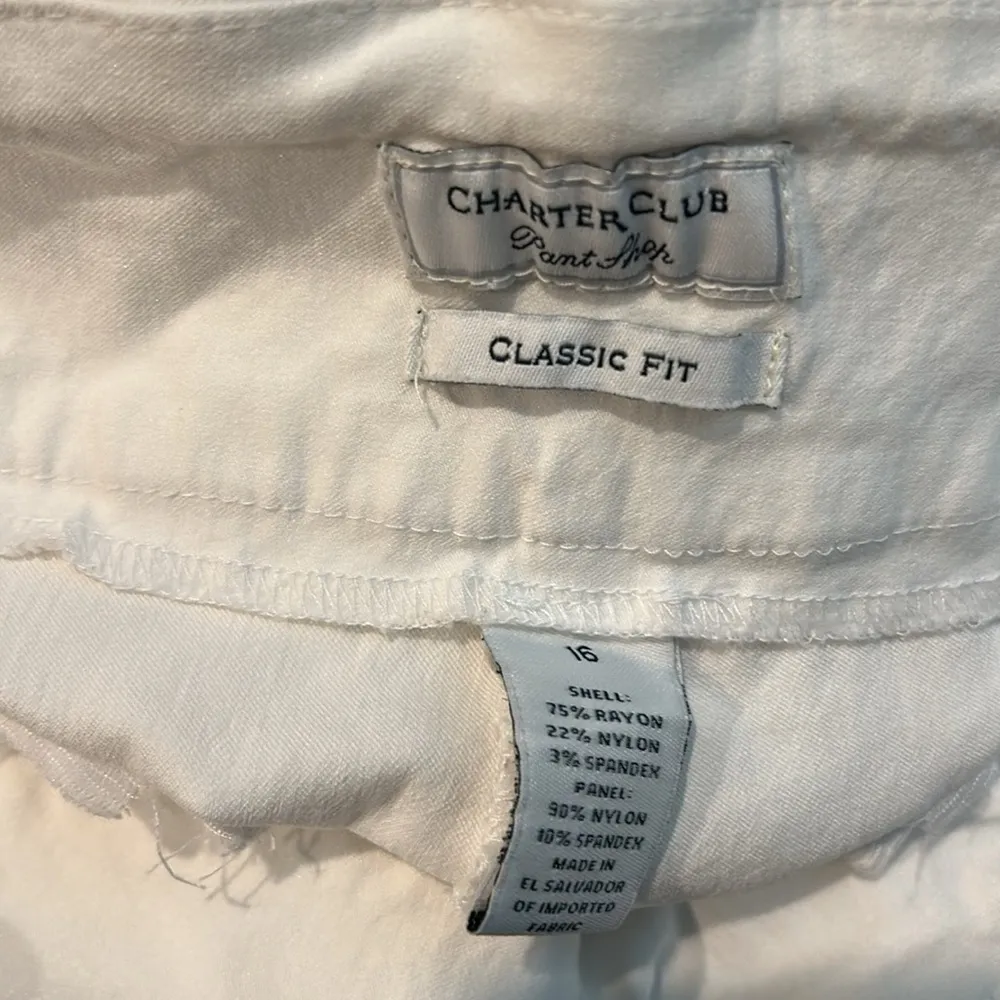 CHARTER CLUB
Pant Shop
CLASSIC FIT
16
SHELL:
75% RAYON
22% NYLON
3% SPANDEX
PANEL:
90% NYLON
10% SPANDEX
MADE IN
EL SALVADOR
OF IMPORTED
FABRIC